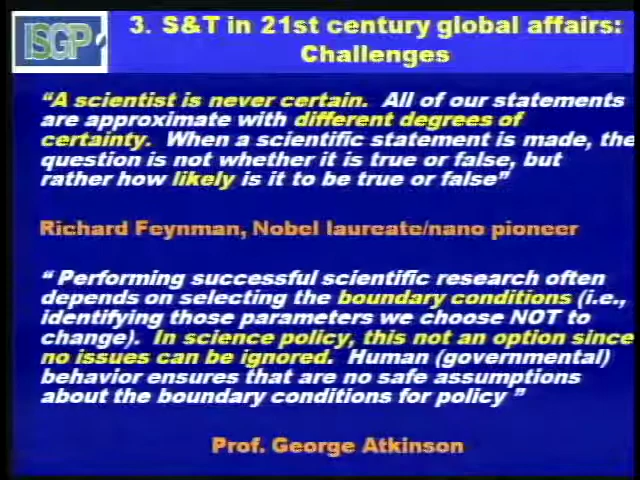 ISGP
3. S&T in 21st century global affairs:
Challenges
“A scientist is never certain. All of our statements
are approximate with different degrees of
certainty. When a scientific statement is made, the
question is not whether it is true or false, but
rather how likely is it to be true or false”
Richard Feynman, Nobel laureate/nano pioneer
“ Performing successful scientific research often
depends on selecting the boundary conditions (i.e.,
identifying those parameters we choose NOT to
change). In science policy, this not an option since
no issues can be ignored. Human (governmental)
behavior ensures that are no safe assumptions
about the boundary conditions for policy ”
Prof. George Atkinson